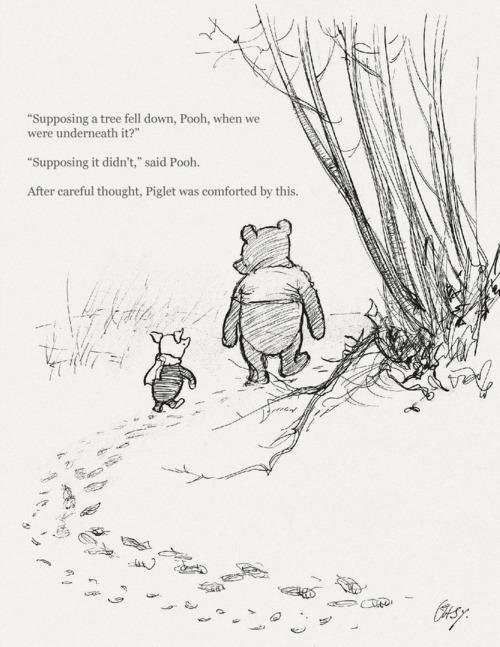 “Supposing a tree fell down, Pooh, when we
were underneath it?”
“Supposing it didn’t,” said Pooh.
After careful thought, Piglet was comforted by this.